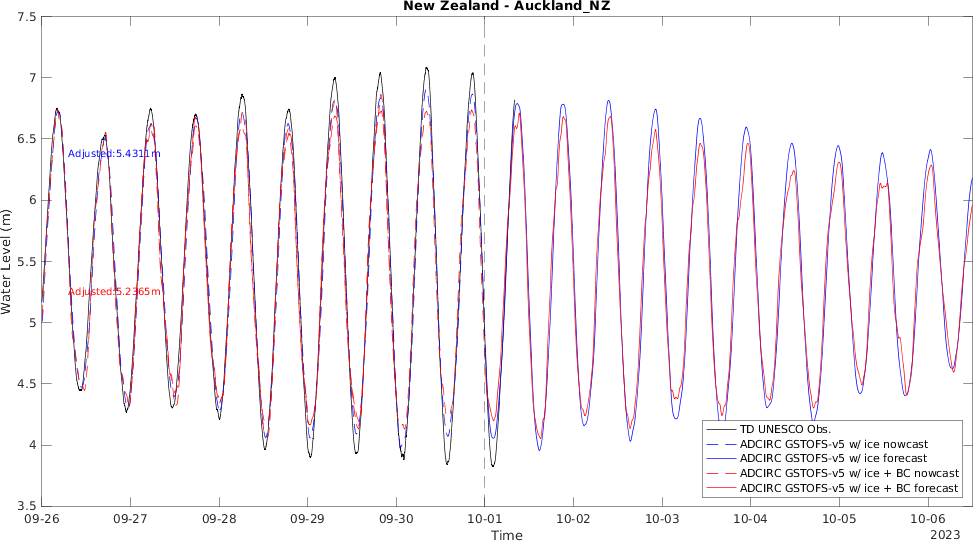 New Zealand - Auckland_NZ
7.5
7
6.5
6
5.5
5
4.5
4
3.5
Water Level (m)
Adjusted:5.4311m
Adjusted:5.2365m
TD UNESCO Obs.
ADCIRC GSTOFS-v5 w/ ice nowcast
ADCIRC GSTOFS-v5 w/ ice forecast
ADCIRC GSTOFS-v5 w/ ice + BC nowcast
ADCIRC GSTOFS-v5 w/ ice + BC forecast
09-26 09-27 09-28 09-29 09-30 10-01 10-02 10-03 10-04 10-05 10-06
2023
Time